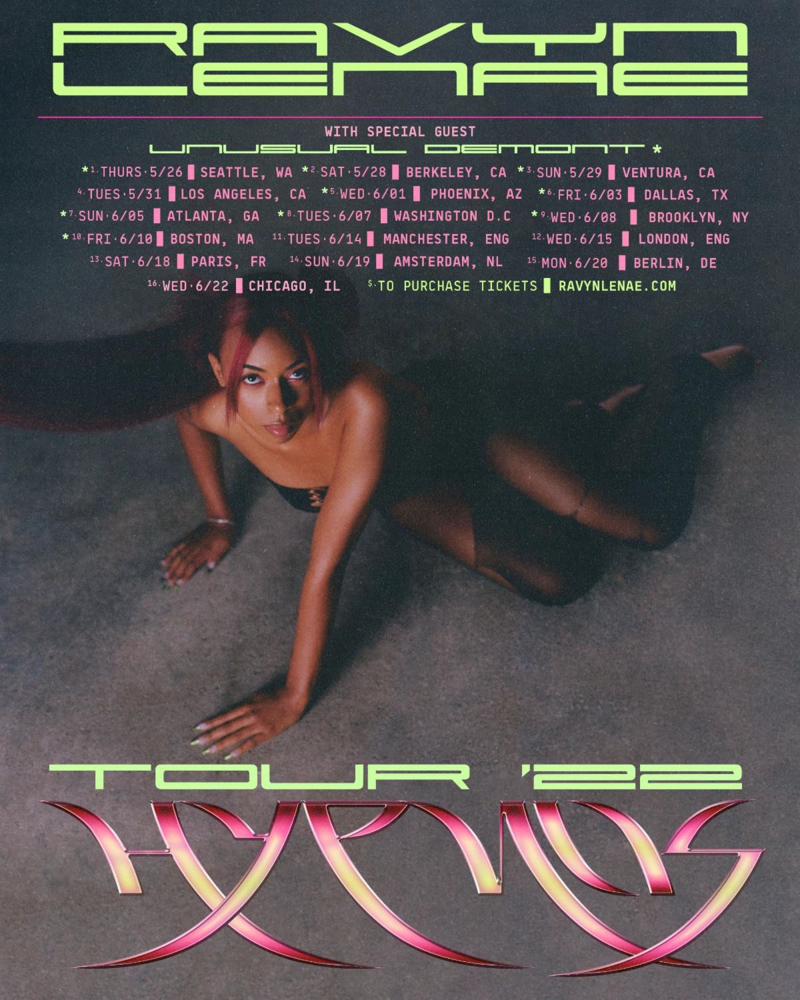 RAVYN
LENAE
WITH SPECIAL GUEST
UNUSUAL DEMONT *
*1.THURS·5/26 ▮ SEATTLE, WA *2.SAT·5/28 ▮ BERKELEY, CA *3.SUN·5/29 ▮ VENTURA, CA
4.TUES·5/31 ▮ LOS ANGELES, CA *5.WED·6/01 ▮ PHOENIX, AZ *6.FRI·6/03 ▮ DALLAS, TX
*7.SUN·6/05 ▮ ATLANTA, GA *8.TUES·6/07 ▮ WASHINGTON D.C *9.WED·6/08 ▮ BROOKLYN, NY
*10.FRI·6/10 ▮ BOSTON, MA 11.TUES·6/14 ▮ MANCHESTER, ENG 12.WED·6/15 ▮ LONDON, ENG
13.SAT·6/18 ▮ PARIS, FR 14.SUN·6/19 ▮ AMSTERDAM, NL 15.MON·6/20 ▮ BERLIN, DE
16.WED·6/22 ▮ CHICAGO, IL $.TO PURCHASE TICKETS ▮ RAVYNLENAE.COM
TOUR '22
HYPNOS